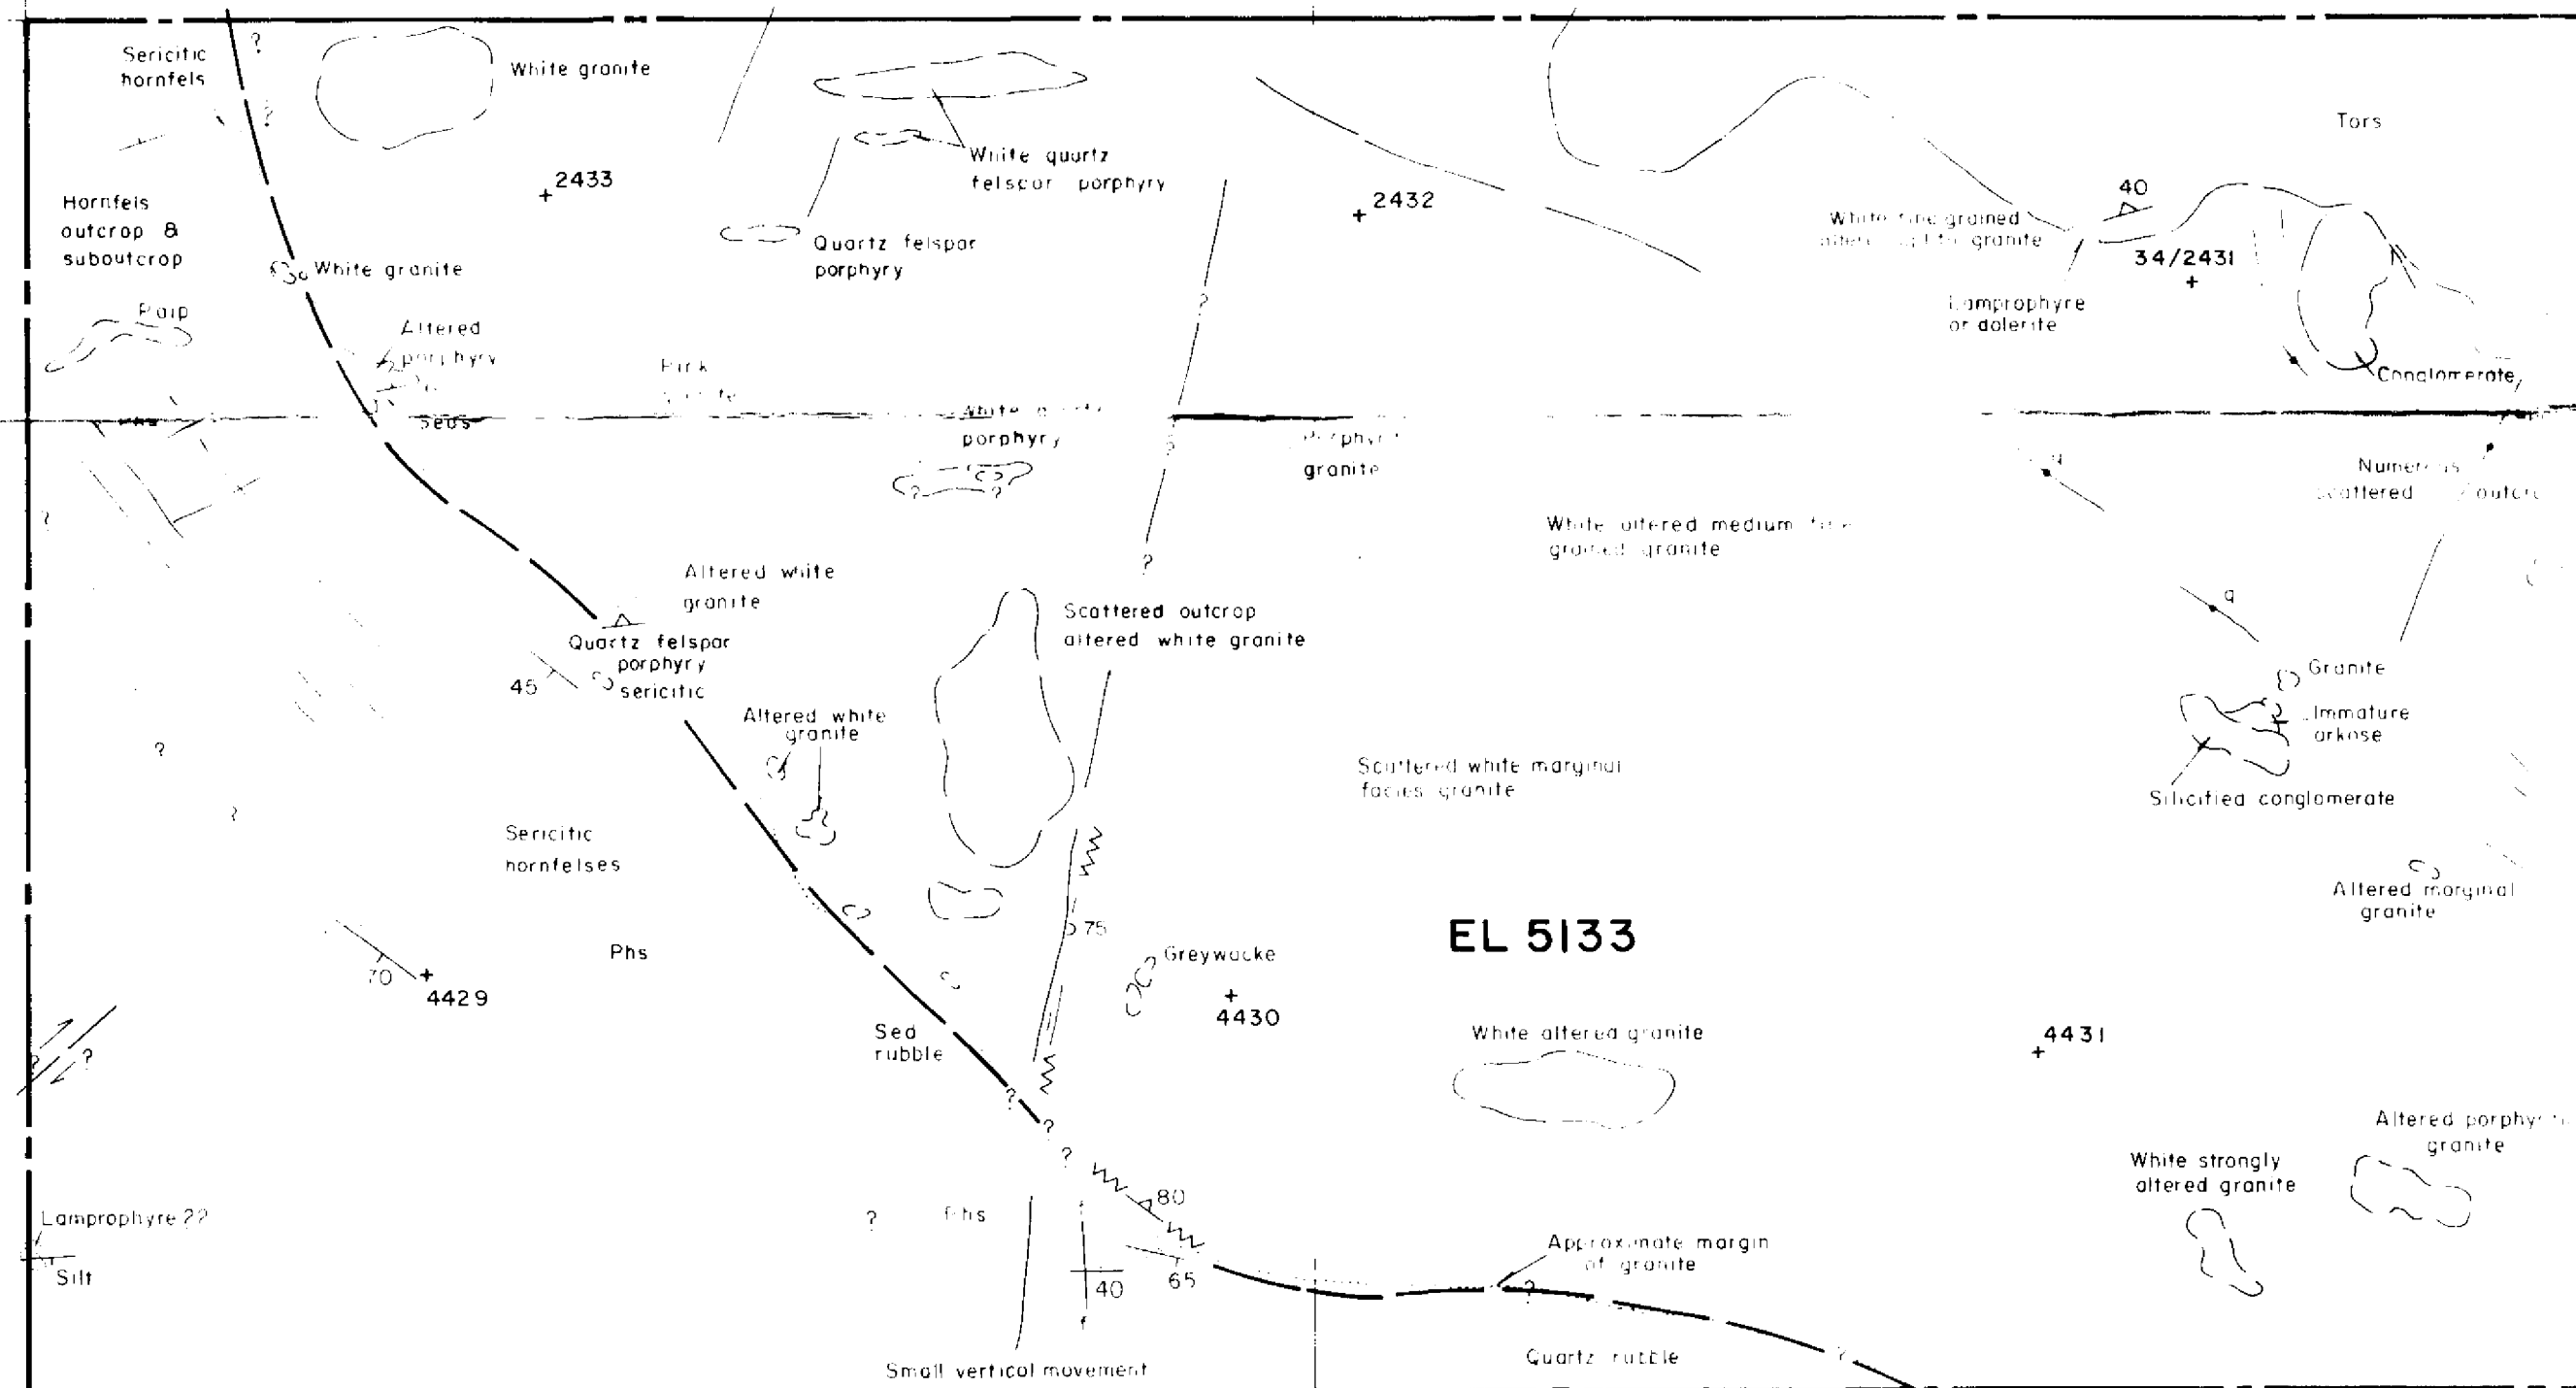 Sericitic
hornfels
?
White granite
?
Tors
White quartz
felspar porphyry
+ 2433
+ 2432
40
Hornfels
outcrop &
suboutcrop
Quartz felspar
porphyry
White fine grained
granite
34/2431
+
White granite
Lamprophyre
or dolerite
?
Altered
porphyry
Conglomerate
Seds
White
porphyry
granite
?
?
?
Numerous
scattered
q
White altered medium
grained granite
?
?
Altered white
granite
q
Scattered outcrop
altered white granite
Quartz felspar
porphyry
sericitic
45
Granite
Immature
arkose
Altered white
granite
?
Scattered white marginal
facies granite
Silicified conglomerate
?
Sericitic
hornfelses
Altered marginal
granite
75
EL 5133
Phs
Greywacke
70
+
4429
+
4430
Sed
rubble
White altered granite
+ 4431
?
?
?
?
?
Altered
granite
White strongly
altered granite
80
Lamprophyre ??
?
Phs
Silt
40
65
Approximate margin
of granite
?
Small vertical movement
Quartz rubble
?